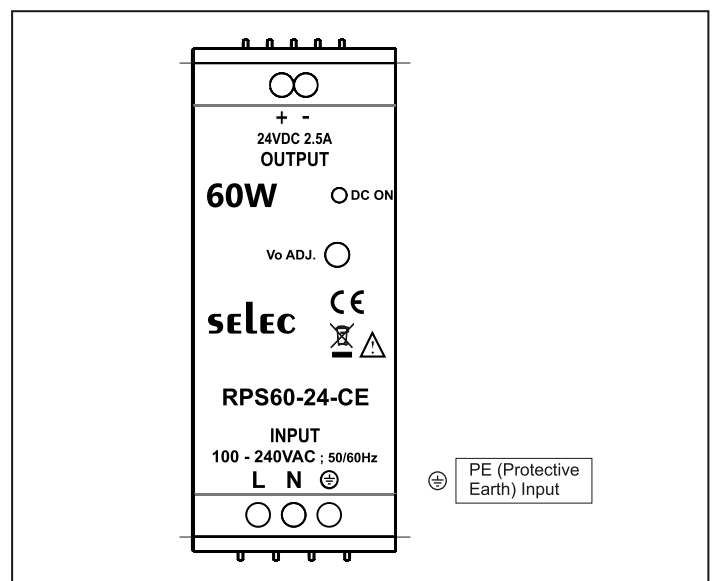 + -
24VDC 2.5A
OUTPUT
60W
DC ON
Vo ADJ.
CE
selec
RPS60-24-CE
INPUT
100 - 240VAC ; 50/60Hz
L N
PE (Protective
Earth) Input